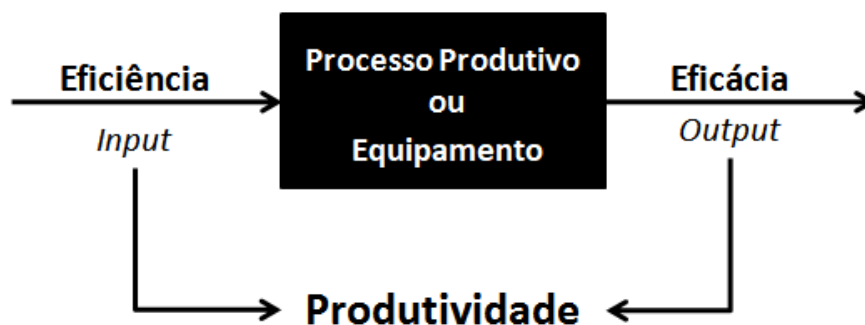 Eficiência
Input
Processo Produtivo
ou
Equipamento
Eficácia
Output
Produtividade